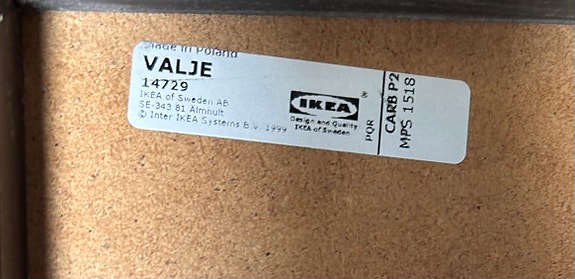 Made in Poland
VALJE
14729
IKEA of Sweden AB
SE-343 81 Älmhult
© Inter IKEA Systems B.V. 1999
IKEA®
Design and Quality
IKEA of Sweden
PQR
CARB P2
MPS 1518